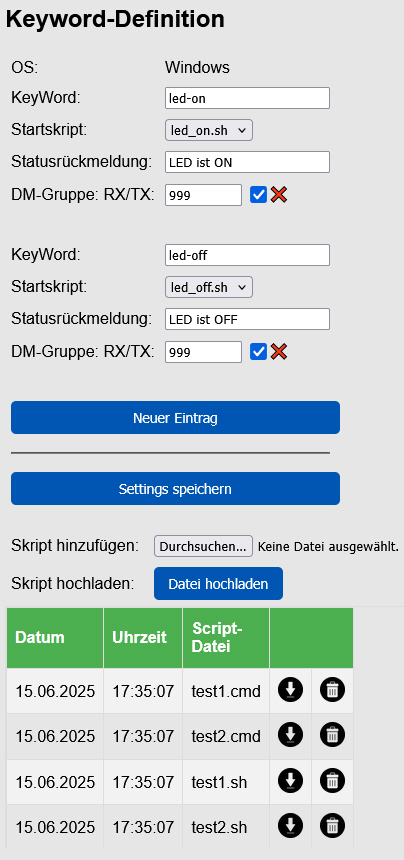 Keyword-Definition
OS: Windows
KeyWord: led-on
Startskript: led_on.sh
Statusrückmeldung: LED ist ON
DM-Gruppe: RX/TX: 999
KeyWord: led-off
Startskript: led_off.sh
Statusrückmeldung: LED ist OFF
DM-Gruppe: RX/TX: 999
Neuer Eintrag
Settings speichern
Skript hinzufügen: Durchsuchen... Keine Datei ausgewählt.
Skript hochladen: Datei hochladen
Datum Uhrzeit Script-
Datei
15.06.2025 17:35:07 test1.cmd
15.06.2025 17:35:07 test2.cmd
15.06.2025 17:35:07 test1.sh
15.06.2025 17:35:07 test2.sh